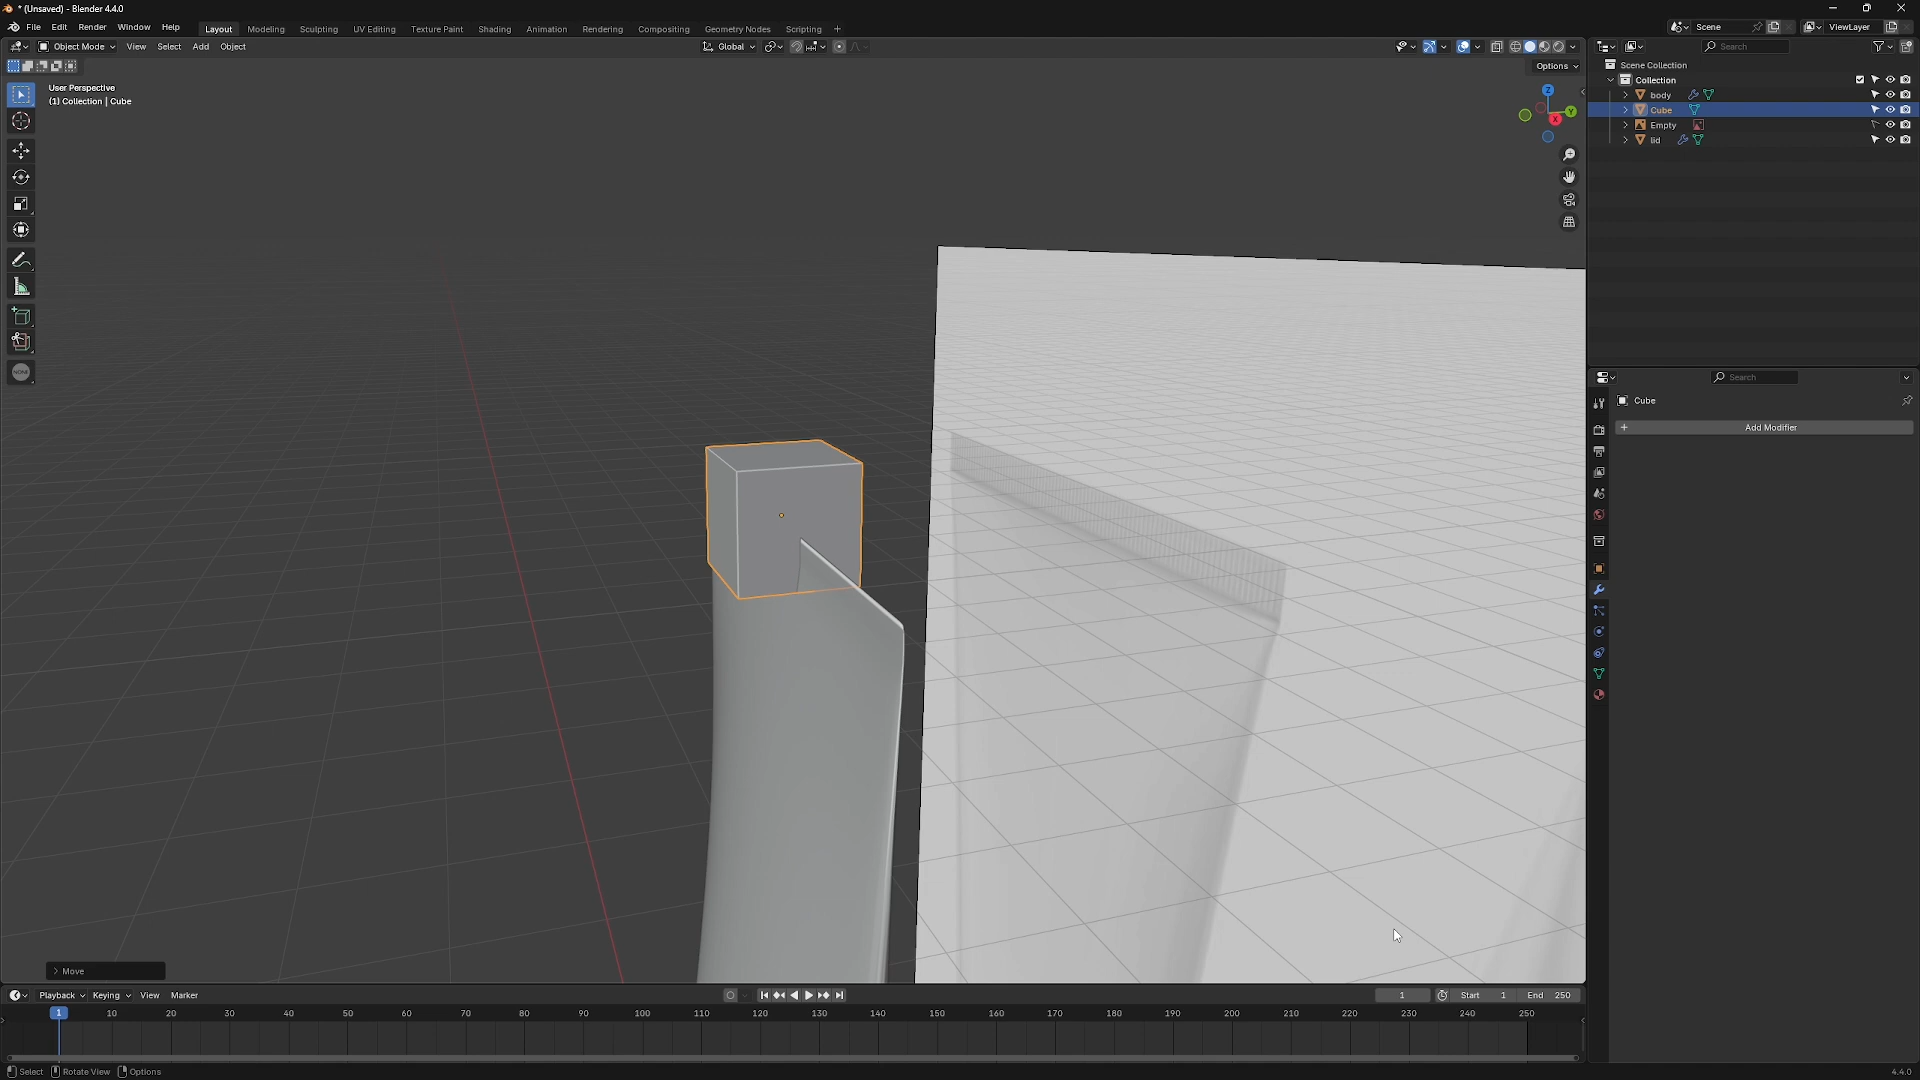 * (Unsaved) - Blender 4.4.0
File Edit Render Window Help Layout Modeling Sculpting UV Editing Texture Paint Shading Animation Rendering Compositing Geometry Nodes Scripting + Scene ViewLayer
Object Mode View Select Add Object Global Search
Options
User Perspective
(1) Collection | Cube
Z
Y
X
Scene Collection
Collection
body
Cube
Empty
lid
Search
Cube
+ Add Modifier
NONE
> Move
Playback Keying View Marker 1 Start 1 End 250
1 10 20 30 40 50 60 70 80 90 100 110 120 130 140 150 160 170 180 190 200 210 220 230 240 250
Select Rotate View Options 4.4.0